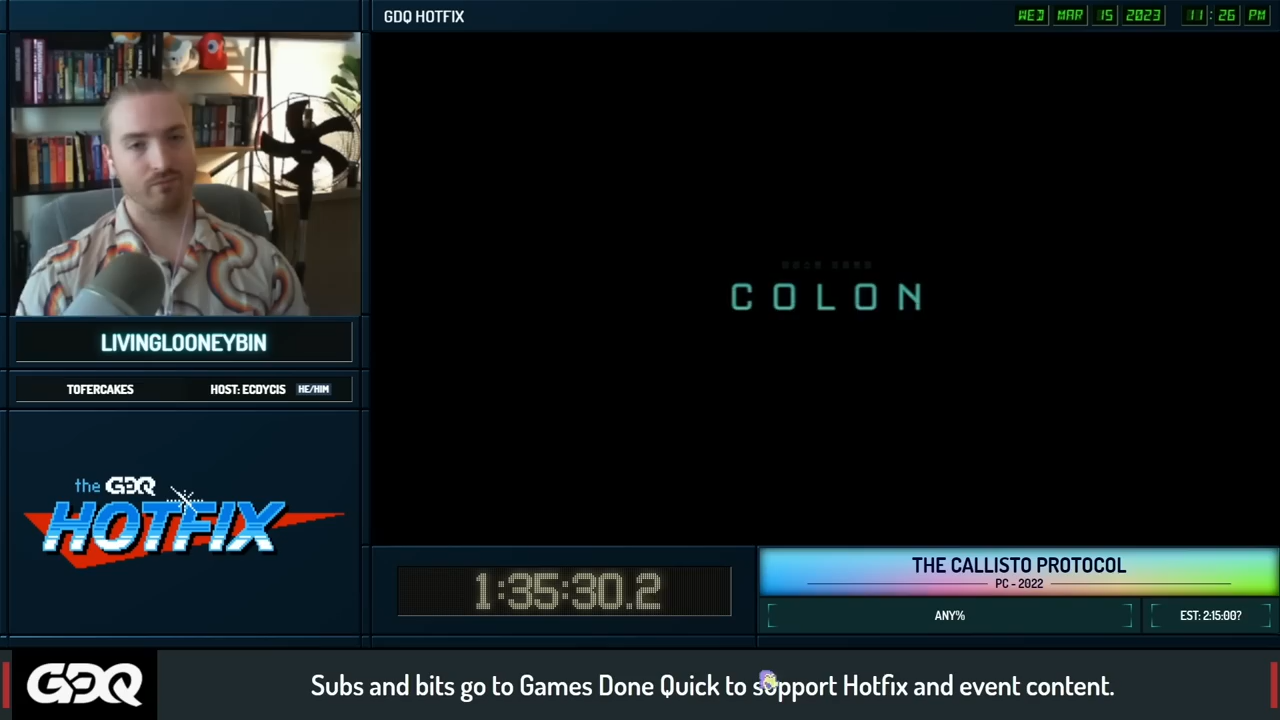 GDQ HOTFIX
WED MAR 15 2023 11:26 PM
COLON
LIVINGLOONEYBIN
TOFERCAKES
HOST: ECDYCIS HE/HIM
the GDQ
HOTFIX
1:35:30.2
THE CALLISTO PROTOCOL
PC - 2022
ANY%
EST: 2:15:00?
GDQ
Subs and bits go to Games Done Quick to support Hotfix and event content.